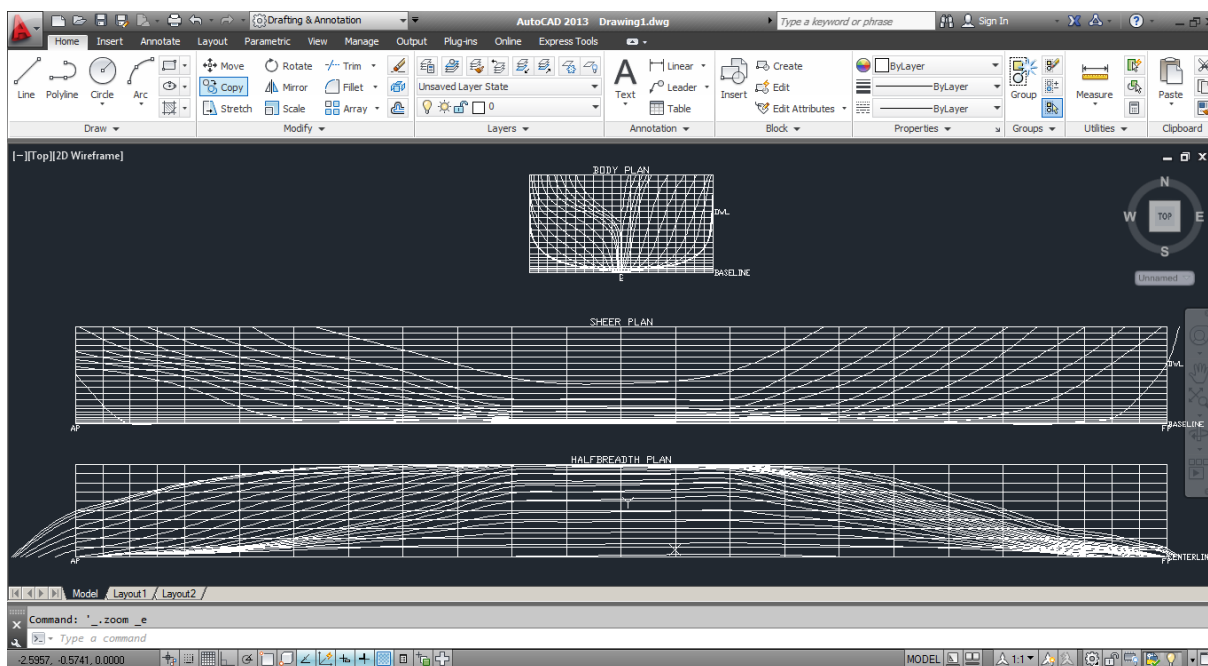 Drafting & Annotation
AutoCAD 2013 Drawing1.dwg
Type a keyword or phrase
Sign In
Home Insert Annotate Layout Parametric View Manage Output Plug-ins Online Express Tools
Line Polyline Circle Arc
Move Rotate Trim
Copy Mirror Fillet
Stretch Scale Array
Unsaved Layer State
0
Text
Linear
Leader
Table
Insert
Create
Edit
Edit Attributes
ByLayer
ByLayer
ByLayer
Group
Measure
Paste
Draw Modify Layers Annotation Block Properties Groups Utilities Clipboard
[−][Top][2D Wireframe]
BODY PLAN
DWL
BASELINE
N
W TOP E
S
Unnamed
SHEER PLAN
DWL
AP BASELINE
HALFBREADTH PLAN
Y
X
AP
Model Layout1 Layout2
Command: '_.zoom _e
Type a command
-2.5957, -0.5741, 0.0000
MODEL
1:1